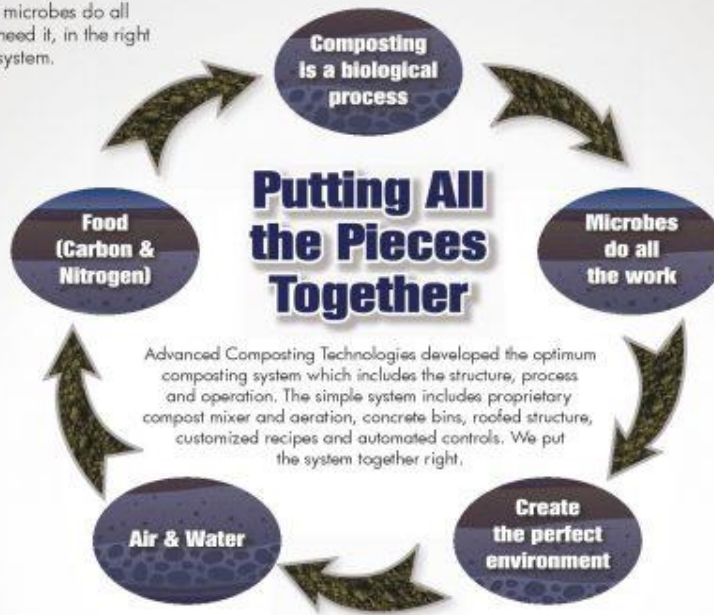 microbes do all
need it, in the right
system.
Composting
is a biological
process
Putting All
the Pieces
Together
Food
(Carbon &
Nitrogen)
Microbes
do all
the work
Advanced Composting Technologies developed the optimum
composting system which includes the structure, process
and operation. The simple system includes proprietary
compost mixer and aeration, concrete bins, roofed structure,
customized recipes and automated controls. We put
the system together right.
Air & Water
Create
the perfect
environment